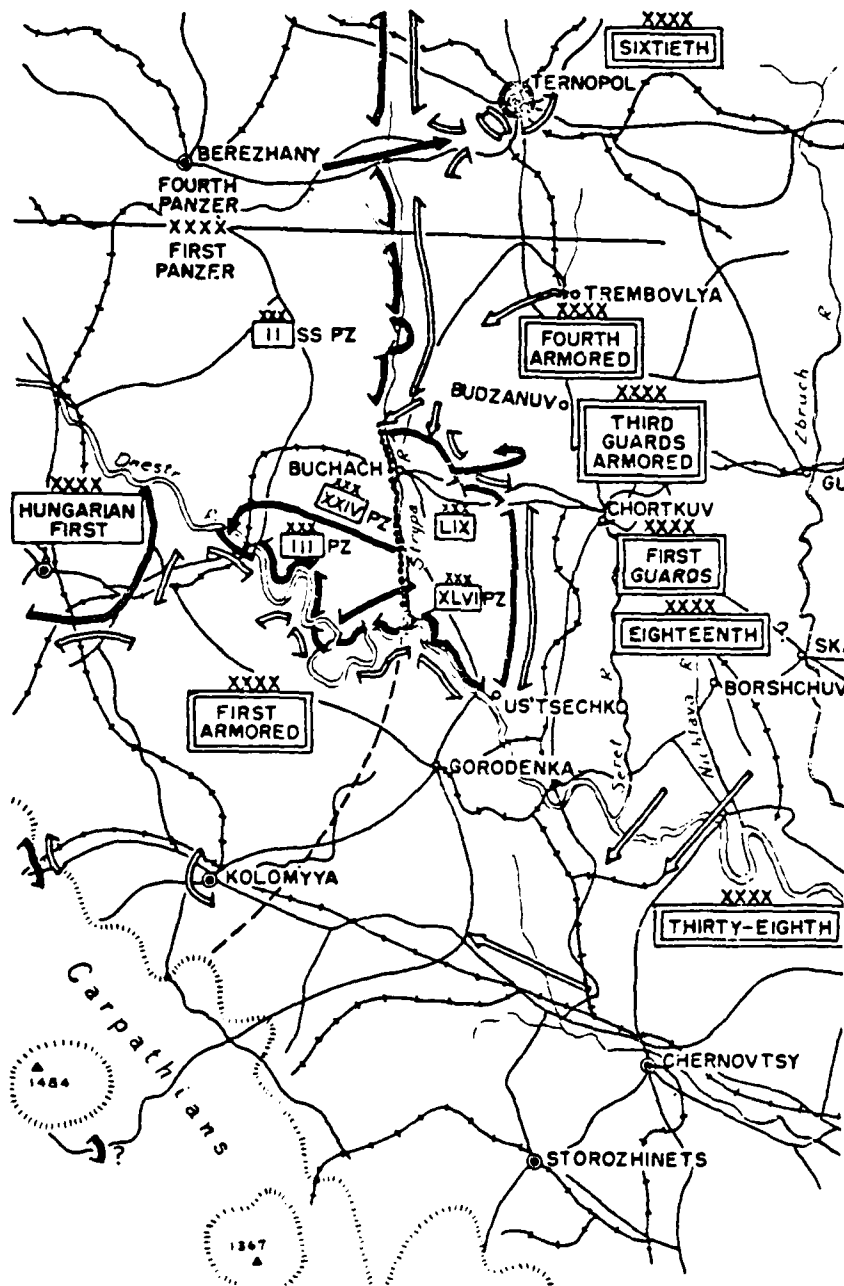 XXXX
SIXTIETH
TERNOPOL
BEREZHANY
FOURTH
PANZER
XXXX
FIRST
PANZER
TREMBOVLYA
XXXX
FOURTH
ARMORED
XXX
II SS PZ
Zbruch R
BUDZANUV
XXXX
THIRD
GUARDS
ARMORED
Dnestr R
BUCHACH
R
Strypa
XXX
XXIV PZ
XXX
LIX
GU
CHORTKUV
XXXX
HUNGARIAN
FIRST
XXX
III PZ
XXXX
FIRST
GUARDS
XXX
XLVI PZ
XXXX
EIGHTEENTH
?
SKA
BORSHCHUV
XXXX
FIRST
ARMORED
US'TSECHKO
Seret R
Nichlava R
GORODENKA
KOLOMYYA
XXXX
THIRTY-EIGHTH
Carpathians
1484
?
CHERNOVTSY
STOROZHINETS
1367